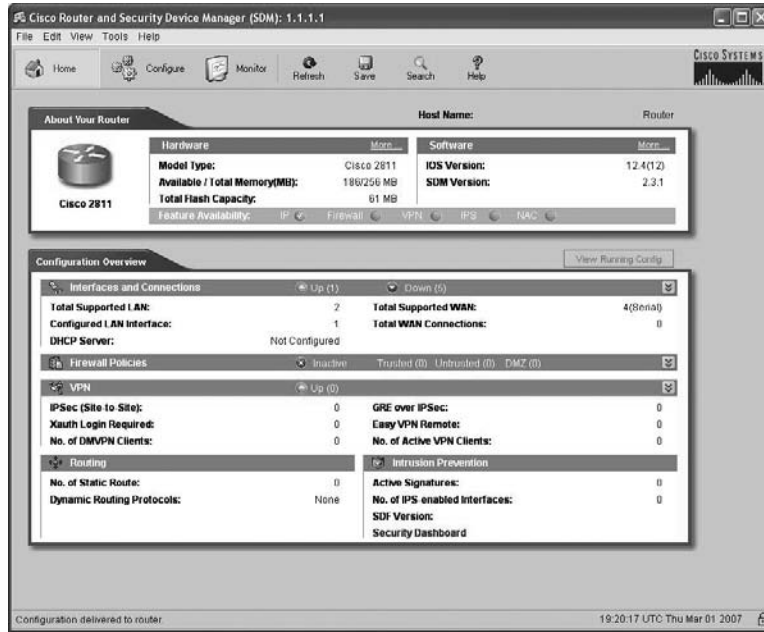 Cisco Router and Security Device Manager (SDM): 1.1.1.1
File Edit View Tools Help
Home Configure Monitor Refresh Save Search Help
CISCO SYSTEMS
About Your Router Host Name: Router
Hardware More... Software More...
Model Type: Cisco 2811 IOS Version: 12.4(12)
Available / Total Memory(MB): 186/256 MB SDM Version: 2.3.1
Total Flash Capacity: 61 MB
Cisco 2811
Feature Availability: IP Firewall VPN IPS NAC
Configuration Overview View Running Config
Interfaces and Connections Up (1) Down (5)
Total Supported LAN: 2 Total Supported WAN: 4(Serial)
Configured LAN Interface: 1 Total WAN Connections: 0
DHCP Server: Not Configured
Firewall Policies Inactive Trusted (0) Untrusted (0) DMZ (0)
VPN Up (0)
IPSec (Site-to-Site): 0 GRE over IPSec: 0
Xauth Login Required: 0 Easy VPN Remote: 0
No. of DMVPN Clients: 0 No. of Active VPN Clients: 0
Routing Intrusion Prevention
No. of Static Route: 0 Active Signatures: 0
Dynamic Routing Protocols: None No. of IPS enabled Interfaces: 0
SDF Version:
Security Dashboard
Configuration delivered to router. 19:20:17 UTC Thu Mar 01 2007